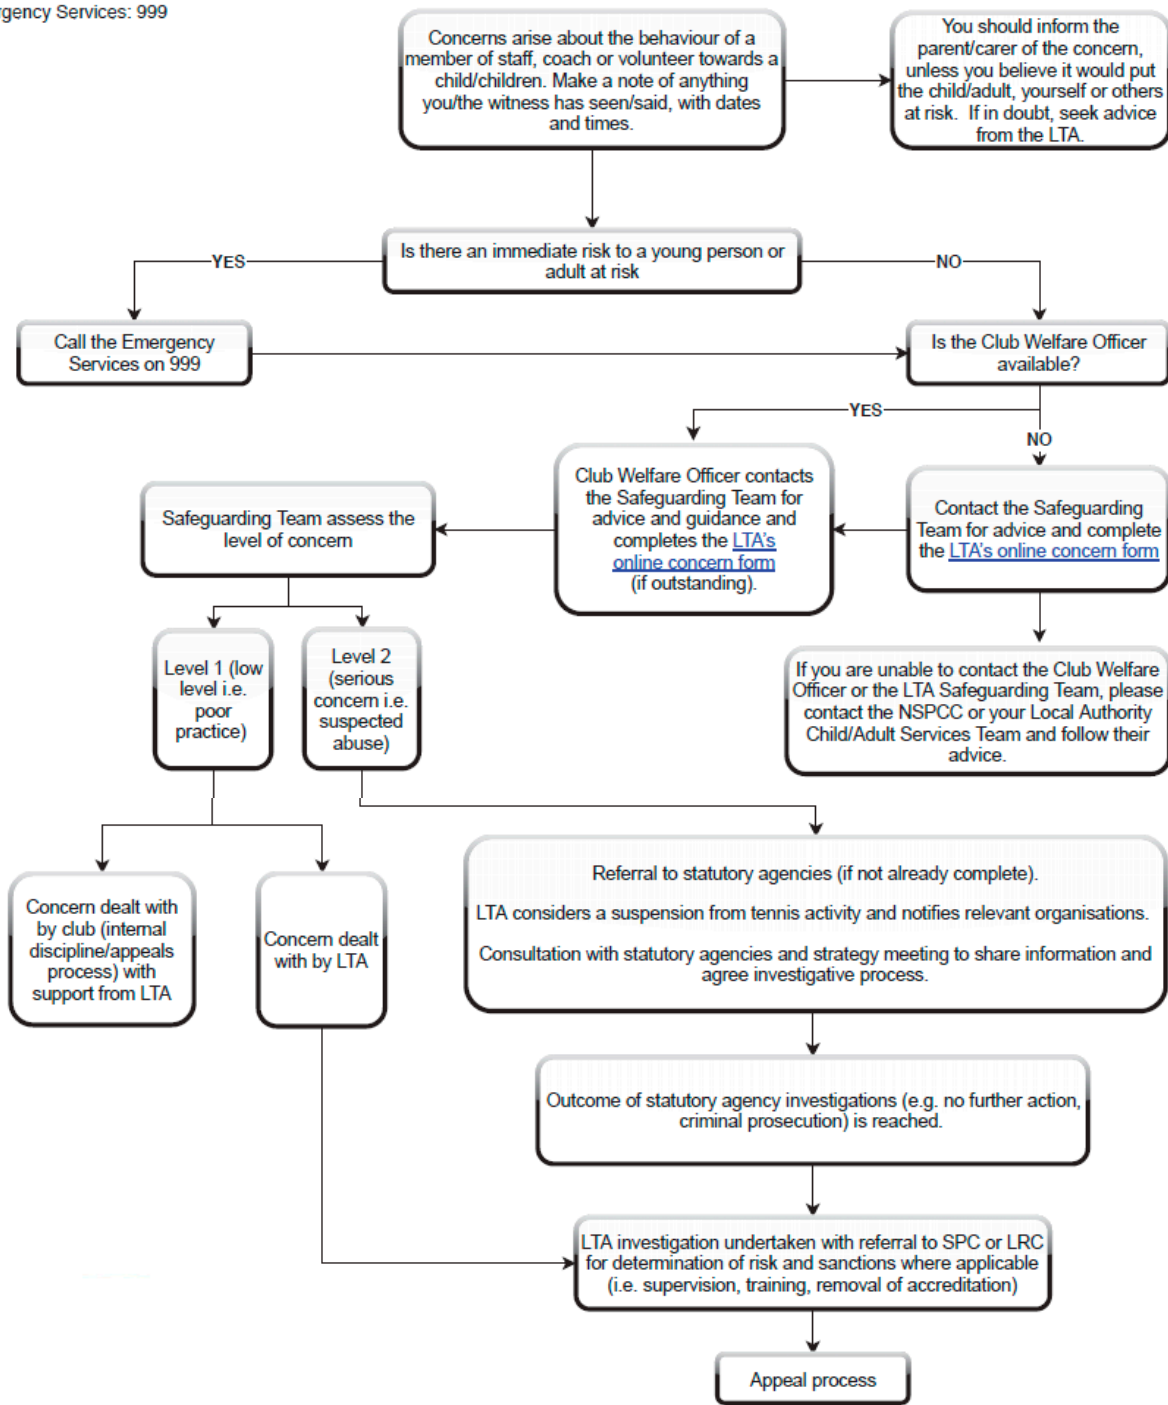 Emergency Services: 999
Concerns arise about the behaviour of a
member of staff, coach or volunteer towards a
child/children. Make a note of anything
you/the witness has seen/said, with dates
and times.
You should inform the
parent/carer of the concern,
unless you believe it would put
the child/adult, yourself or others
at risk. If in doubt, seek advice
from the LTA.
Is there an immediate risk to a young person or
adult at risk
YES
NO
Call the Emergency
Services on 999
Is the Club Welfare Officer
available?
YES
NO
Club Welfare Officer contacts
the Safeguarding Team for
advice and guidance and
completes the LTA's
online concern form
(if outstanding).
Contact the Safeguarding
Team for advice and complete
the LTA's online concern form
Safeguarding Team assess the
level of concern
Level 1 (low
level i.e.
poor
practice)
Level 2
(serious
concern i.e.
suspected
abuse)
If you are unable to contact the Club Welfare
Officer or the LTA Safeguarding Team, please
contact the NSPCC or your Local Authority
Child/Adult Services Team and follow their
advice.
Concern dealt with
by club (internal
discipline/appeals
process) with
support from LTA
Concern dealt
with by LTA
Referral to statutory agencies (if not already complete).
LTA considers a suspension from tennis activity and notifies relevant organisations.
Consultation with statutory agencies and strategy meeting to share information and
agree investigative process.
Outcome of statutory agency investigations (e.g. no further action,
criminal prosecution) is reached.
LTA investigation undertaken with referral to SPC or LRC
for determination of risk and sanctions where applicable
(i.e. supervision, training, removal of accreditation)
Appeal process